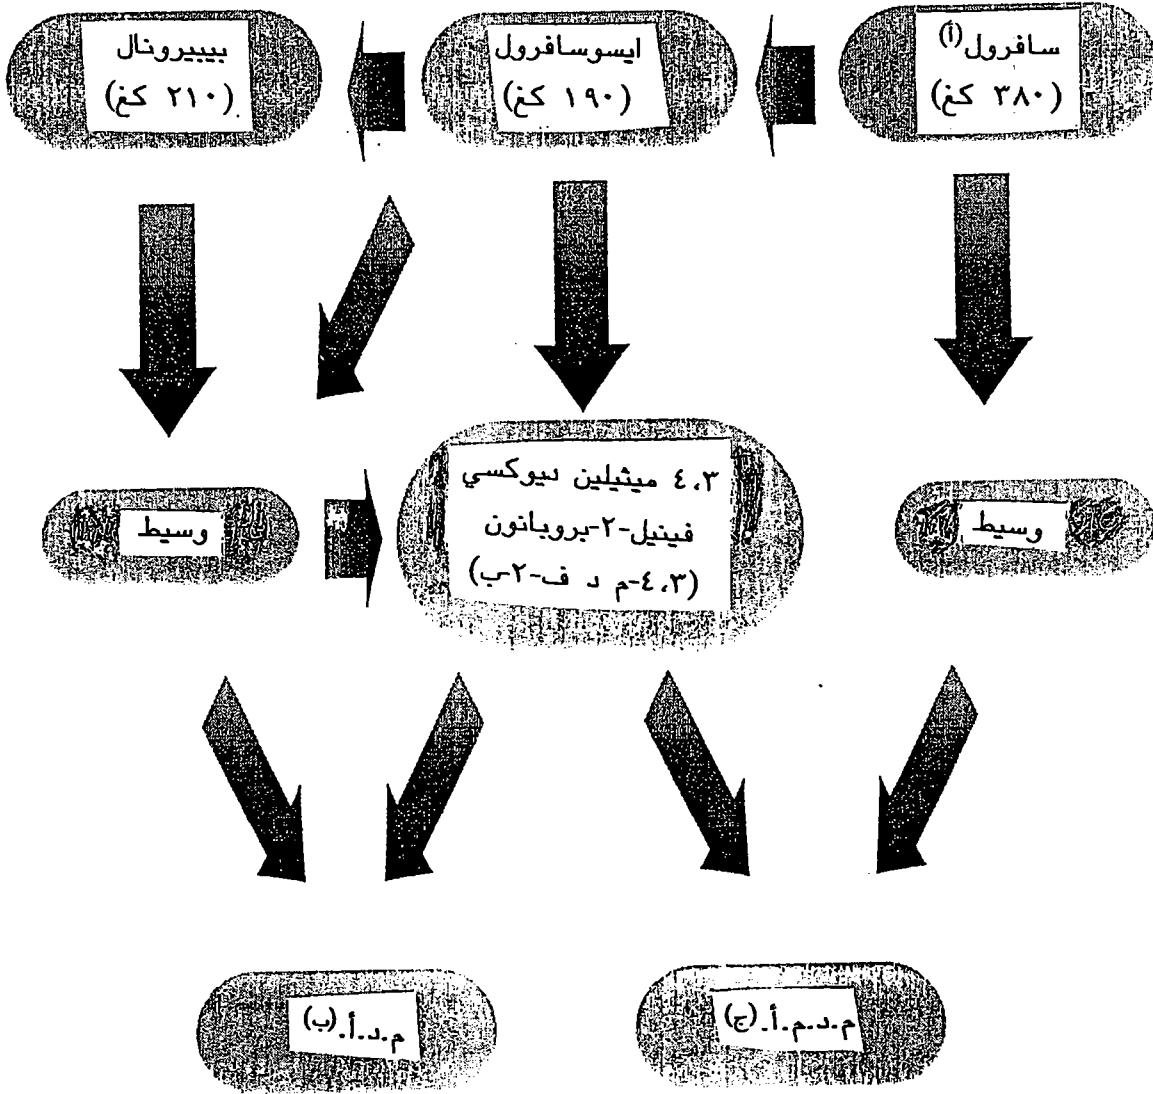 سافرول (أ)
(٣٨٠ كغ)
ايسوسافرول
(١٩٠ كغ)
بيبيرونال
(٢١٠ كغ)
وسيط
٤،٣ ميثيلين ديوكسي
فينيل-٢-بروبانون
(٤،٣-م د ف-٢-ب)
وسيط
م.د.م.أ. (ج)
م.د.أ. (ب)